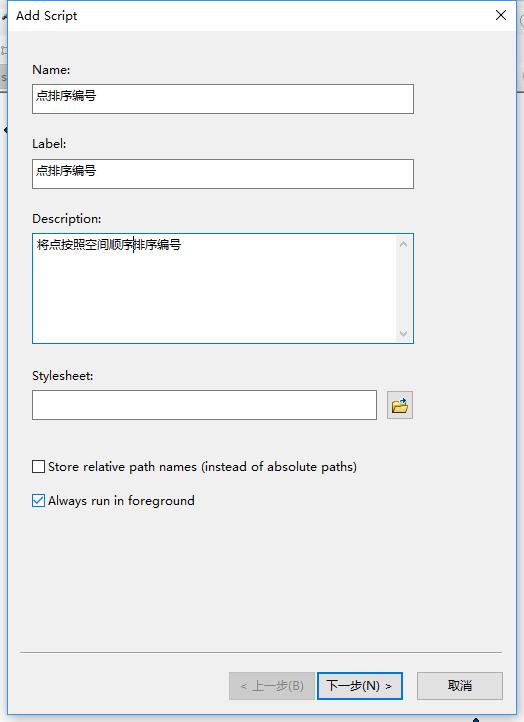 Add Script
Name:
点排序编号
Label:
点排序编号
Description:
将点按照空间顺序排序编号
Stylesheet:
Store relative path names (instead of absolute paths)
Always run in foreground
< 上一步(B)
下一步(N) >
取消